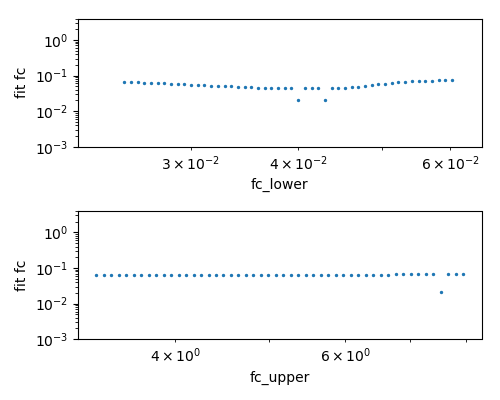 10⁰
10⁻¹
10⁻²
10⁻³
fit fc
3 × 10⁻² 4 × 10⁻² 6 × 10⁻²
fc_lower
10⁰
10⁻¹
10⁻²
10⁻³
fit fc
4 × 10⁰ 6 × 10⁰
fc_upper